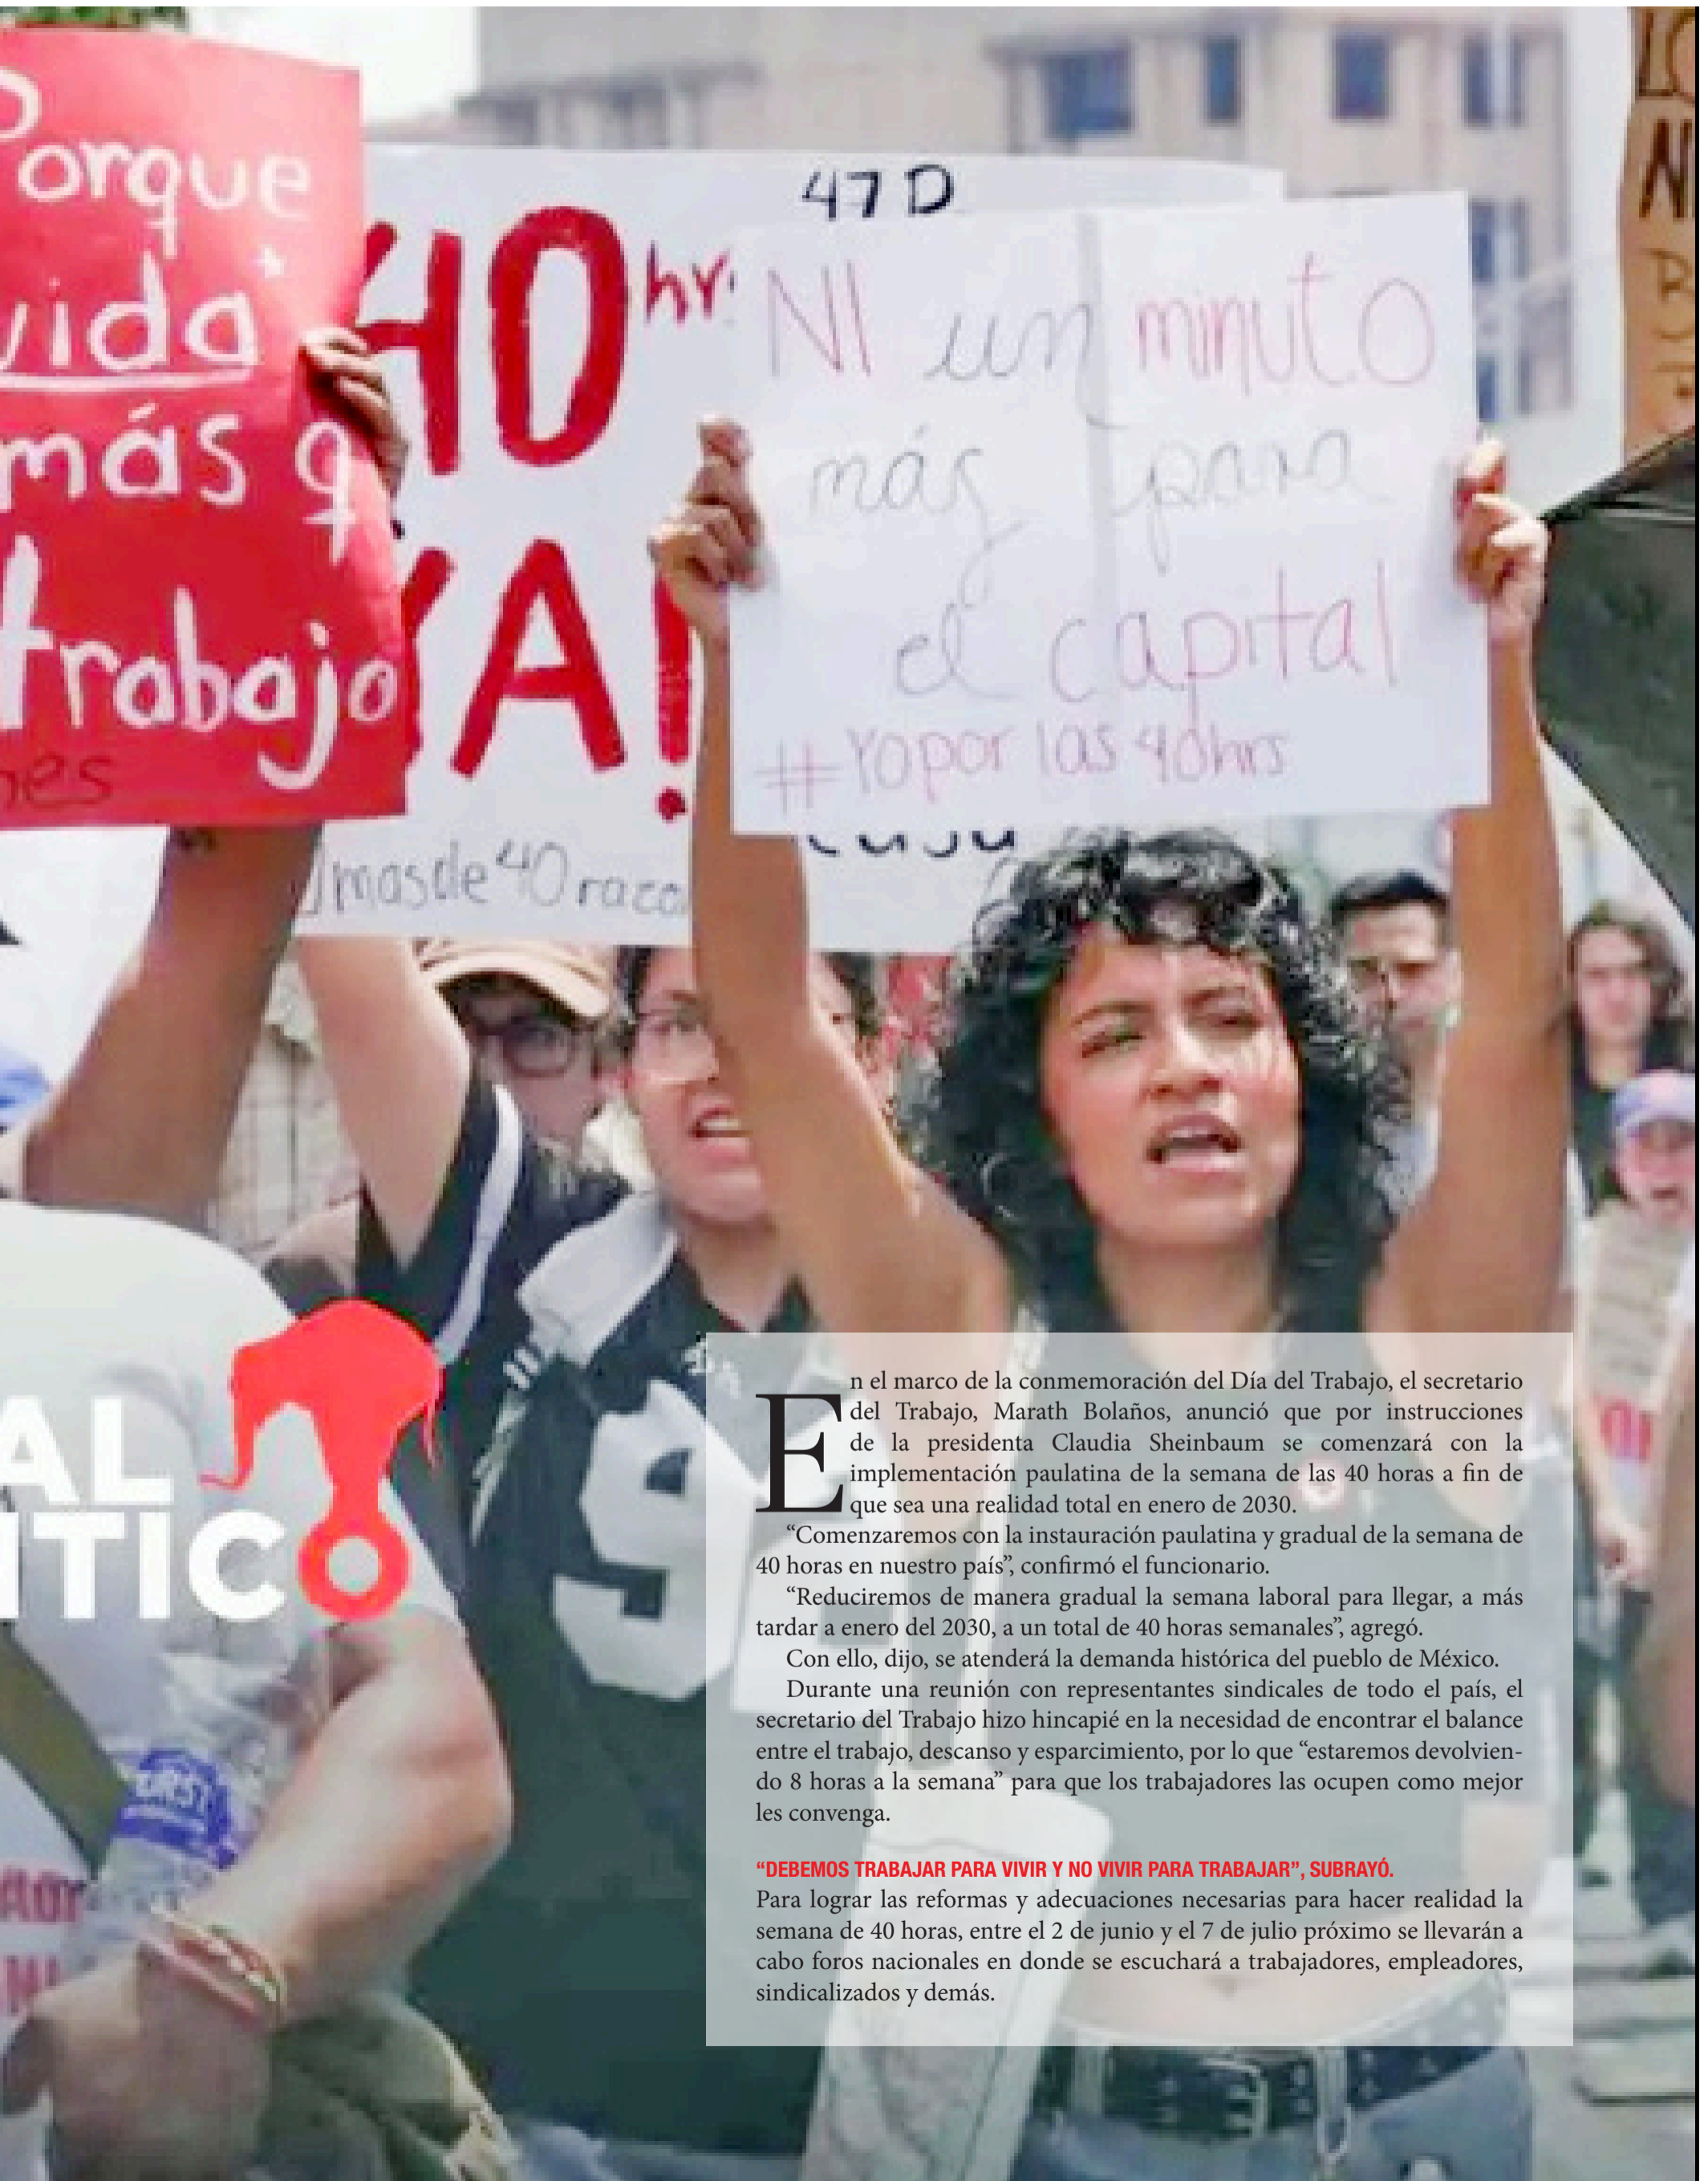 Porque
vida
más q
trabajo
nes
47 D
40 hr
YA!
masde40
NI un minuto
más para
el capital
#Yo por las 40hrs
AL
ITICO
En el marco de la conmemoración del Día del Trabajo, el secretario
del Trabajo, Marath Bolaños, anunció que por instrucciones
de la presidenta Claudia Sheinbaum se comenzará con la
implementación paulatina de la semana de las 40 horas a fin de
que sea una realidad total en enero de 2030.
“Comenzaremos con la instauración paulatina y gradual de la semana de
40 horas en nuestro país”, confirmó el funcionario.
“Reduciremos de manera gradual la semana laboral para llegar, a más
tardar a enero del 2030, a un total de 40 horas semanales”, agregó.
Con ello, dijo, se atenderá la demanda histórica del pueblo de México.
Durante una reunión con representantes sindicales de todo el país, el
secretario del Trabajo hizo hincapié en la necesidad de encontrar el balance
entre el trabajo, descanso y esparcimiento, por lo que “estaremos devolvien-
do 8 horas a la semana” para que los trabajadores las ocupen como mejor
les convenga.
“DEBEMOS TRABAJAR PARA VIVIR Y NO VIVIR PARA TRABAJAR”, SUBRAYÓ.
Para lograr las reformas y adecuaciones necesarias para hacer realidad la
semana de 40 horas, entre el 2 de junio y el 7 de julio próximo se llevarán a
cabo foros nacionales en donde se escuchará a trabajadores, empleadores,
sindicalizados y demás.